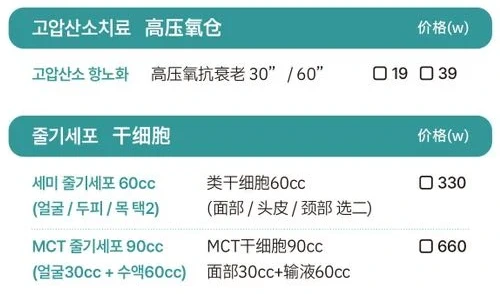 고압산소치료 高压氧仓 价格(w)
고압산소 항노화 高压氧抗衰老 30” / 60” 19 39
줄기세포 干细胞 价格(w)
세미 줄기세포 60cc 类干细胞60cc 330
(얼굴 / 두피 / 목 택2) (面部 / 头皮 / 颈部 选二)
MCT 줄기세포 90cc MCT干细胞90cc 660
(얼굴30cc + 수액60cc) 面部30cc+输液60cc